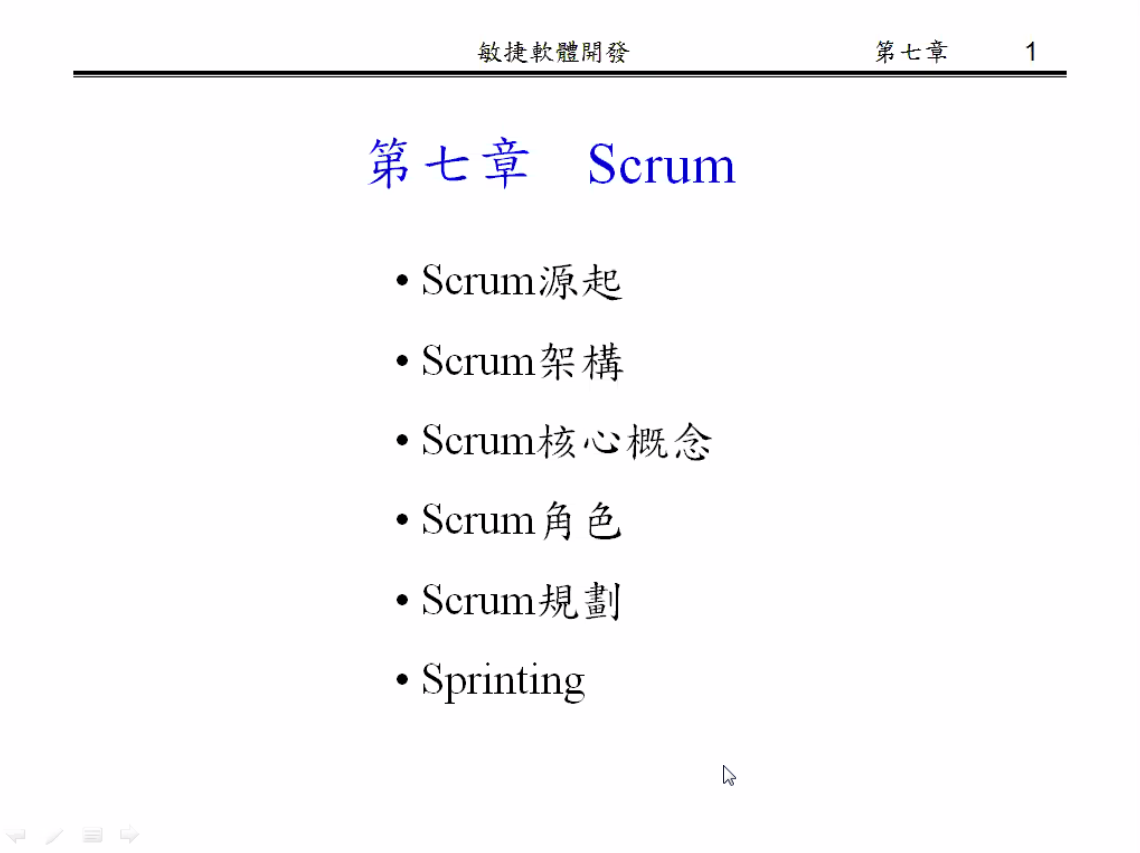 敏捷軟體開發 第七章 1
第七章 Scrum
• Scrum源起
• Scrum架構
• Scrum核心概念
• Scrum角色
• Scrum規劃
• Sprinting